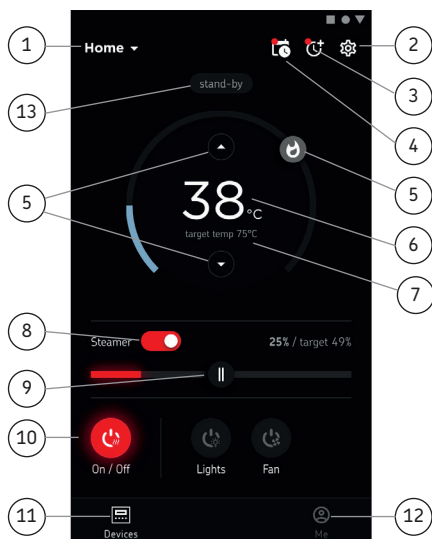 1
Home
2
3
13
stand-by
4
5
5
38 °C
6
target temp 75°C
7
8
Steamer
25% / target 49%
9
10
On / Off
Lights
Fan
11
12
Devices
Me